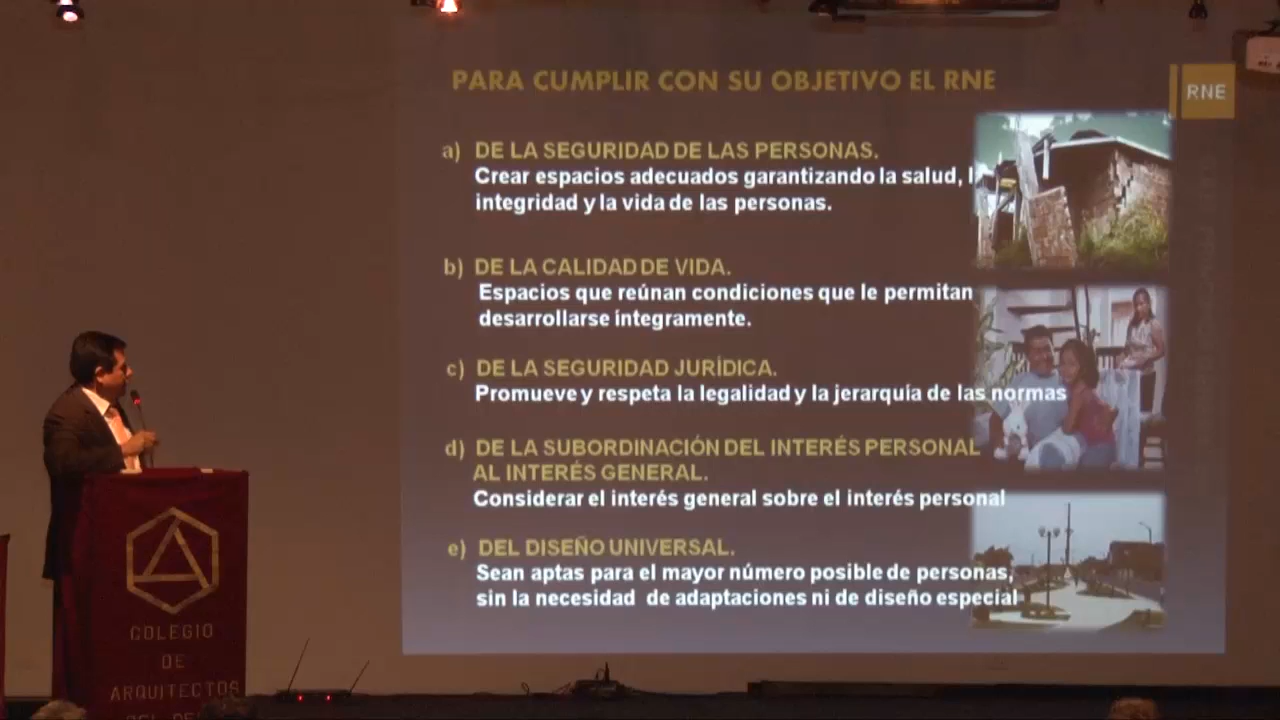 PARA CUMPLIR CON SU OBJETIVO EL RNE
RNE
a) DE LA SEGURIDAD DE LAS PERSONAS.
Crear espacios adecuados garantizando la salud, l
integridad y la vida de las personas.
b) DE LA CALIDAD DE VIDA.
Espacios que reúnan condiciones que le permitan
desarrollarse íntegramente.
c) DE LA SEGURIDAD JURÍDICA.
Promueve y respeta la legalidad y la jerarquía de las normas
d) DE LA SUBORDINACIÓN DEL INTERÉS PERSONAL
AL INTERÉS GENERAL.
Considerar el interés general sobre el interés personal
e) DEL DISEÑO UNIVERSAL.
Sean aptas para el mayor número posible de personas,
sin la necesidad de adaptaciones ni de diseño especial
COLEGIO
DE
ARQUITECTOS